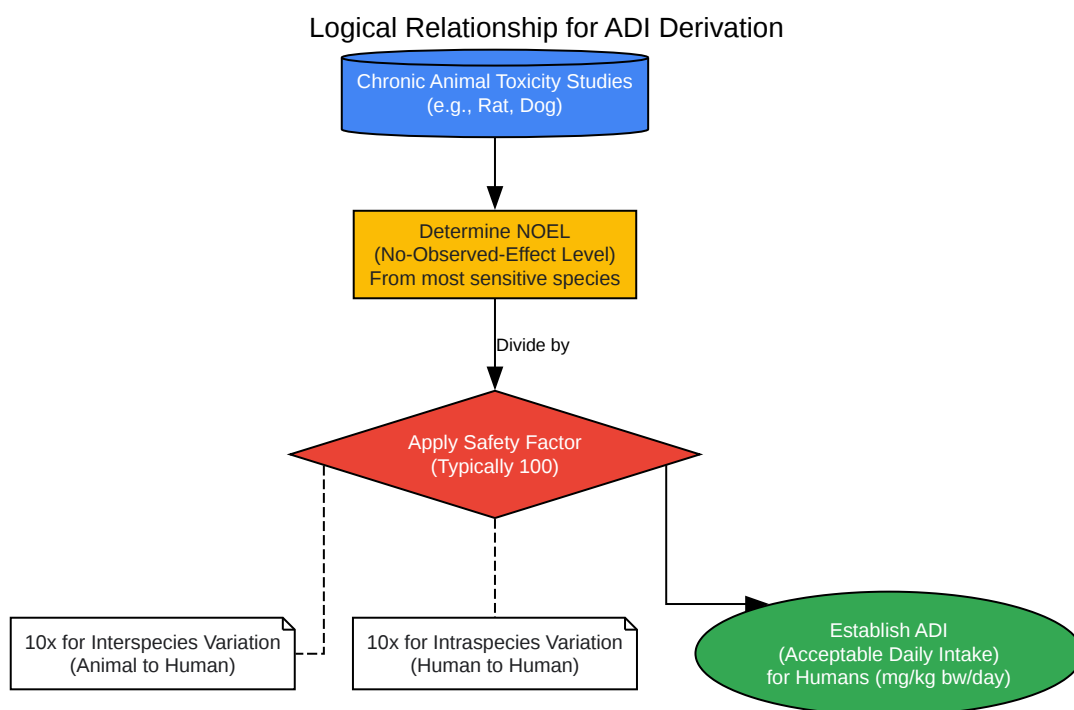 Logical Relationship for ADI Derivation
Chronic Animal Toxicity Studies
(e.g., Rat, Dog)
Determine NOEL
(No-Observed-Effect Level)
From most sensitive species
Divide by
Apply Safety Factor
(Typically 100)
10x for Interspecies Variation
(Animal to Human)
10x for Intraspecies Variation
(Human to Human)
Establish ADI
(Acceptable Daily Intake)
for Humans (mg/kg bw/day)